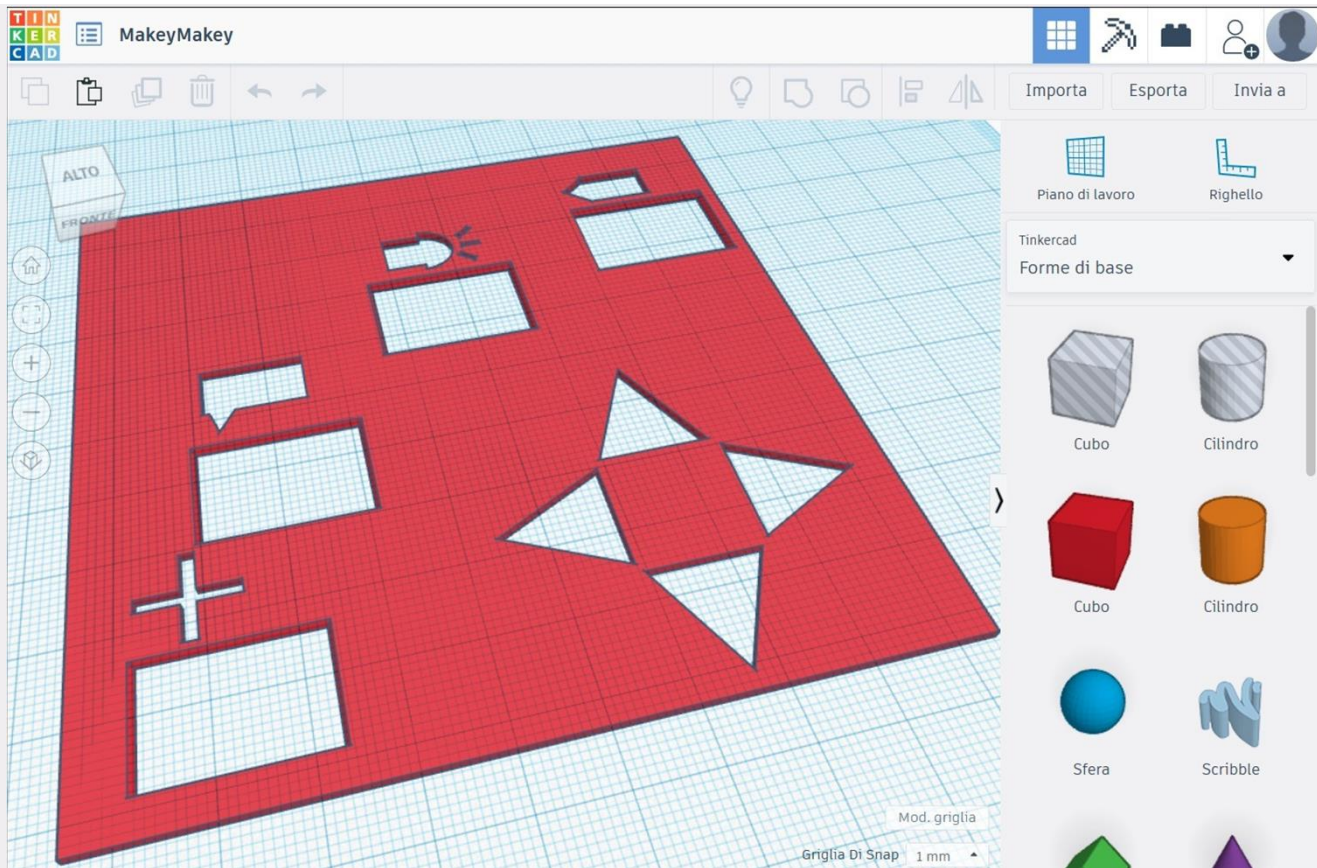 TIN
KER
CAD
MakeyMakey
Importa
Esporta
Invia a
ALTO
FRONTE
Piano di lavoro
Righello
Tinkercad
Forme di base
Cubo
Cilindro
Cubo
Cilindro
Sfera
Scribble
Mod. griglia
Griglia Di Snap 1 mm